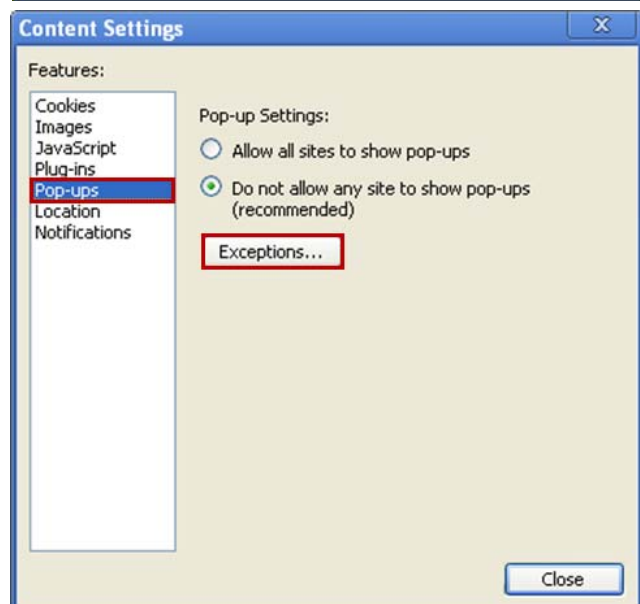 Content Settings
Features:
Cookies
Images
JavaScript
Plug-ins
Pop-ups
Location
Notifications
Pop-up Settings:
Allow all sites to show pop-ups
Do not allow any site to show pop-ups
(recommended)
Exceptions...
Close